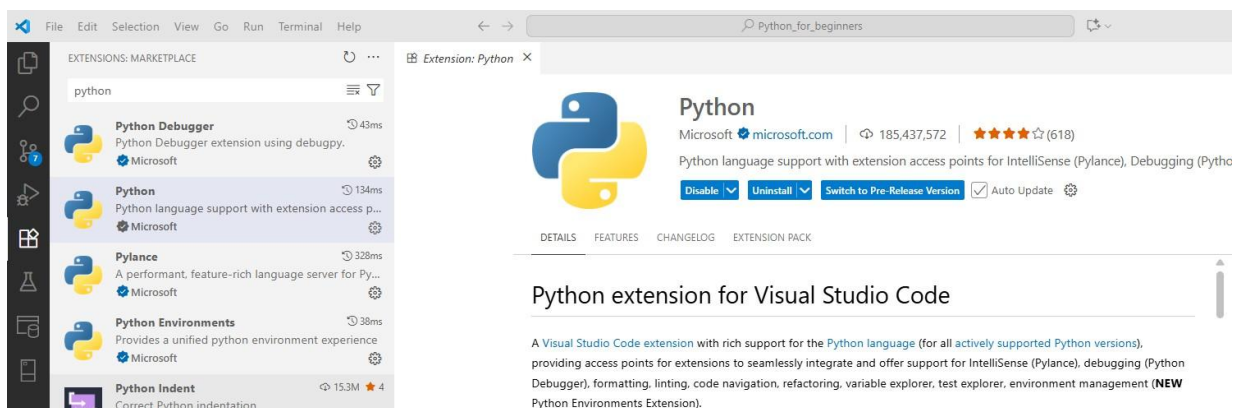 File Edit Selection View Go Run Terminal Help
Python_for_beginners
EXTENSIONS: MARKETPLACE
python
7
Python Debugger 43ms
Python Debugger extension using debugpy.
Microsoft
Python 134ms
Python language support with extension access p...
Microsoft
Pylance 328ms
A performant, feature-rich language server for Py...
Microsoft
Python Environments 38ms
Provides a unified python environment experience
Microsoft
Python Indent 15.3M 4
Correct Python indentation
Extension: Python
Python
Microsoft microsoft.com 185,437,572 (618)
Python language support with extension access points for IntelliSense (Pylance), Debugging (Pytho
Disable Uninstall Switch to Pre-Release Version Auto Update
DETAILS FEATURES CHANGELOG EXTENSION PACK
Python extension for Visual Studio Code
A Visual Studio Code extension with rich support for the Python language (for all actively supported Python versions),
providing access points for extensions to seamlessly integrate and offer support for IntelliSense (Pylance), debugging (Python
Debugger), formatting, linting, code navigation, refactoring, variable explorer, test explorer, environment management (NEW
Python Environments Extension).